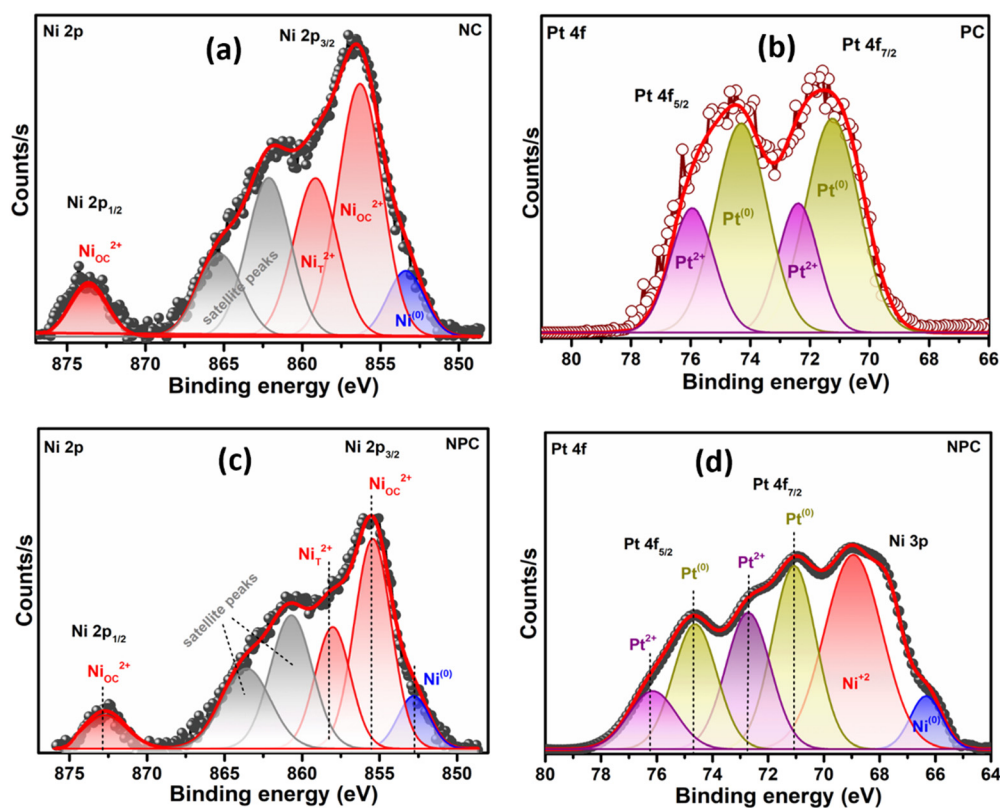 Ni 2p
(a)
Ni 2p3/2
NC
Ni 2p1/2
NiOC2+
NiOC2+
NiT2+
satellite peaks
Ni(0)
Counts/s
875 870 865 860 855 850
Binding energy (eV)
Pt 4f
(b)
PC
Pt 4f7/2
Pt 4f5/2
Pt(0)
Pt(0)
Pt2+
Pt2+
Counts/s
80 78 76 74 72 70 68 66
Binding energy (eV)
Ni 2p
(c)
Ni 2p3/2
NPC
NiOC2+
NiT2+
satellite peaks
Ni 2p1/2
NiOC2+
Ni(0)
Counts/s
875 870 865 860 855 850
Binding energy (eV)
Pt 4f
(d)
NPC
Pt 4f7/2
Pt(0)
Ni 3p
Pt 4f5/2
Pt2+
Pt(0)
Pt2+
Ni+2
Ni(0)
Counts/s
80 78 76 74 72 70 68 66 64
Binding energy (eV)